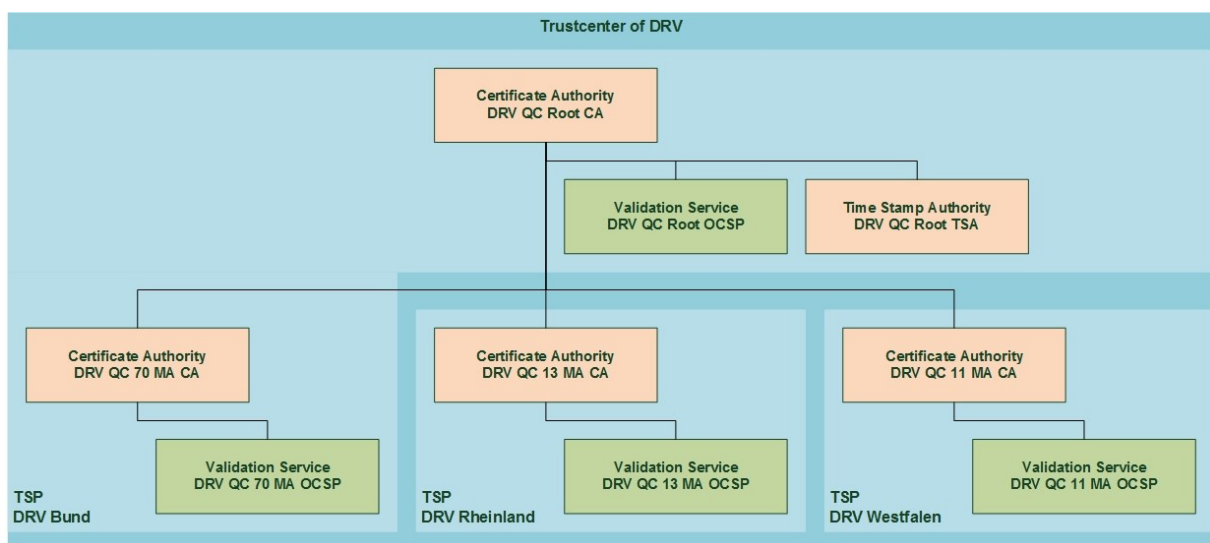 Trustcenter of DRV
Certificate Authority
DRV QC Root CA
Validation Service
DRV QC Root OCSP
Time Stamp Authority
DRV QC Root TSA
Certificate Authority
DRV QC 70 MA CA
Certificate Authority
DRV QC 13 MA CA
Certificate Authority
DRV QC 11 MA CA
Validation Service
DRV QC 70 MA OCSP
Validation Service
DRV QC 13 MA OCSP
Validation Service
DRV QC 11 MA OCSP
TSP
DRV Bund
TSP
DRV Rheinland
TSP
DRV Westfalen